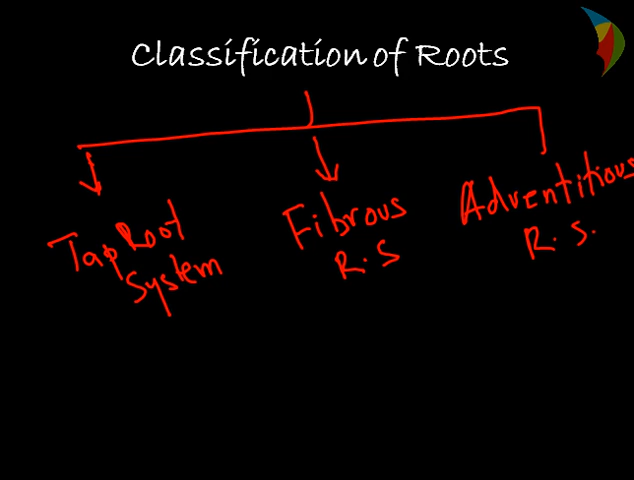 Classification of Roots
Tap Root
System
Fibrous
R.S
Adventitious
R.S.